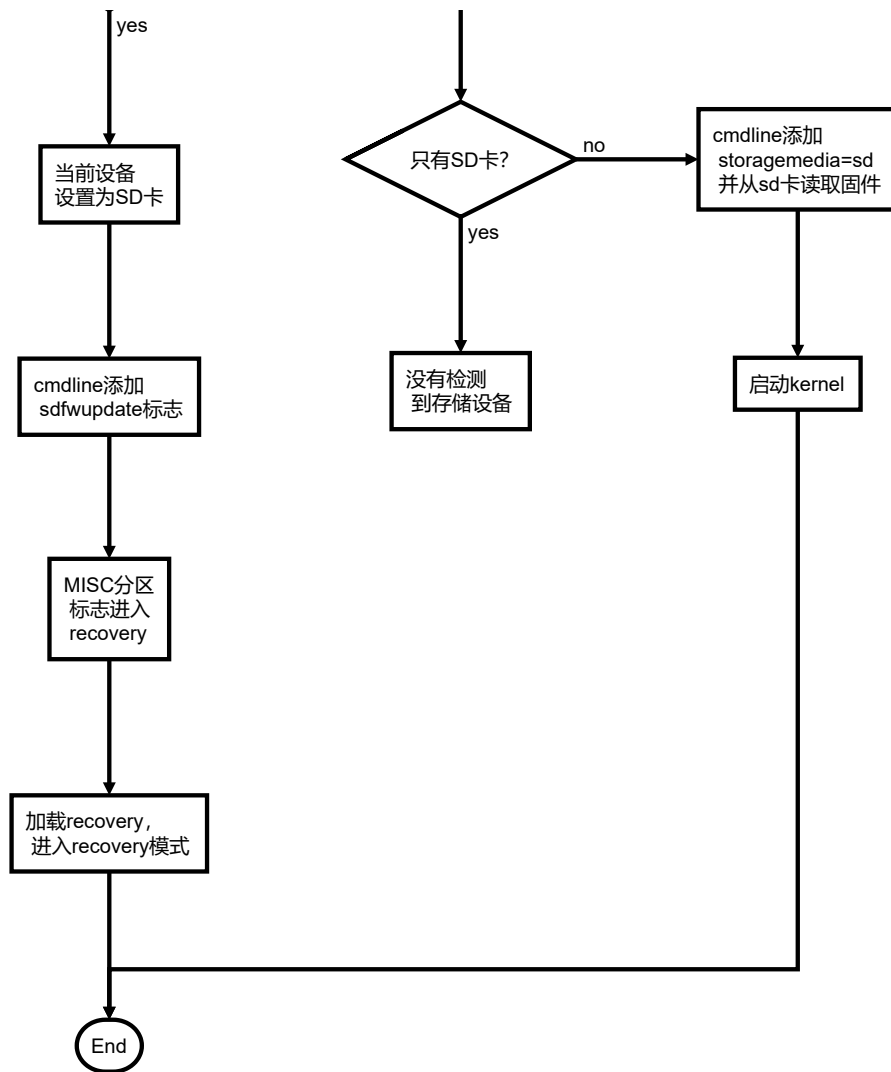 yes
只有SD卡?
no
cmdline添加
storagemedia=sd
并从sd卡读取固件
当前设备
设置为SD卡
yes
没有检测
到存储设备
启动kernel
cmdline添加
sdfwupdate标志
MISC分区
标志进入
recovery
加载recovery，
进入recovery模式
End